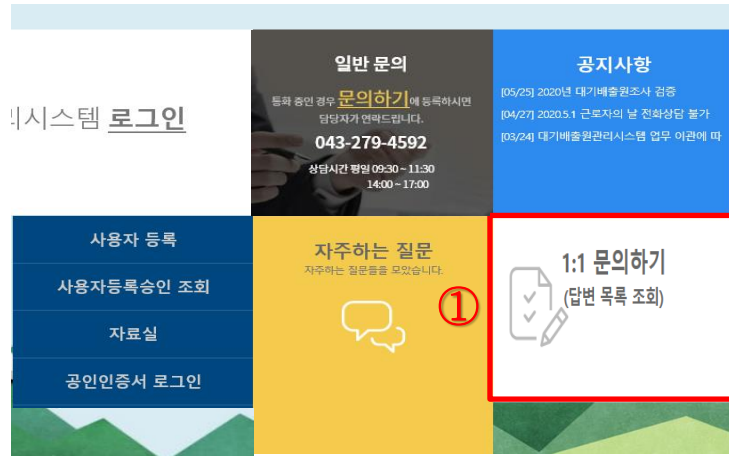 리시스템 로그인
일반 문의
통화 중인 경우 문의하기에 등록하시면
담당자가 연락드립니다.
043-279-4592
상담시간 평일 09:30 ~ 11:30
14:00 ~ 17:00
공지사항
[05/25] 2020년 대기배출원조사 검증
[04/27] 2020.5.1 근로자의 날 전화상담 불가
[03/24] 대기배출원관리시스템 업무 이관에 따
사용자 등록
사용자등록승인 조회
자료실
공인인증서 로그인
자주하는 질문
자주하는 질문들을 모았습니다.
①
1:1 문의하기
(답변 목록 조회)